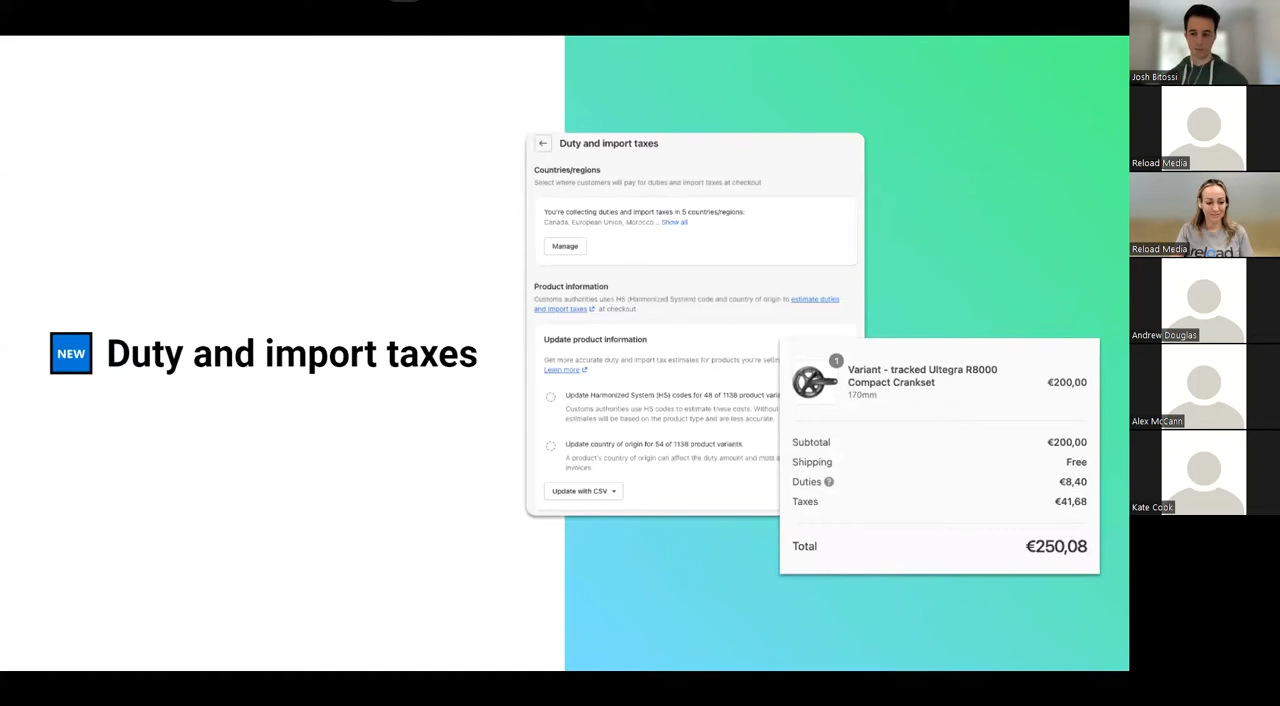 NEW Duty and import taxes
Duty and import taxes
Countries/regions
Select where customers will pay for duties and import taxes at checkout
You're collecting duties and import taxes in 5 countries/regions:
Canada, European Union, Morocco... Show all
Manage
Product information
Customs authorities uses HS (Harmonized System) code and country of origin to estimate duties
and import taxes at checkout.
Update product information
Get more accurate duty and import tax estimates for products you're sellin
Learn more
Update Harmonized System (HS) codes for 48 of 1138 product varia
Customs authorities use HS codes to estimate these costs. Without
estimates will be based on the product type and are less accurate.
Update country of origin for 54 of 1138 product variants.
A product's country of origin can affect the duty amount and must a
invoices.
Update with CSV
1
Variant - tracked Ultegra R8000
Compact Crankset
€200,00
170mm
Subtotal €200,00
Shipping Free
Duties ? €8,40
Taxes €41,68
Total €250,08
Josh Bitossi
Reload Media
reload
Reload Media
Andrew Douglas
Alex McCann
Kate Cook